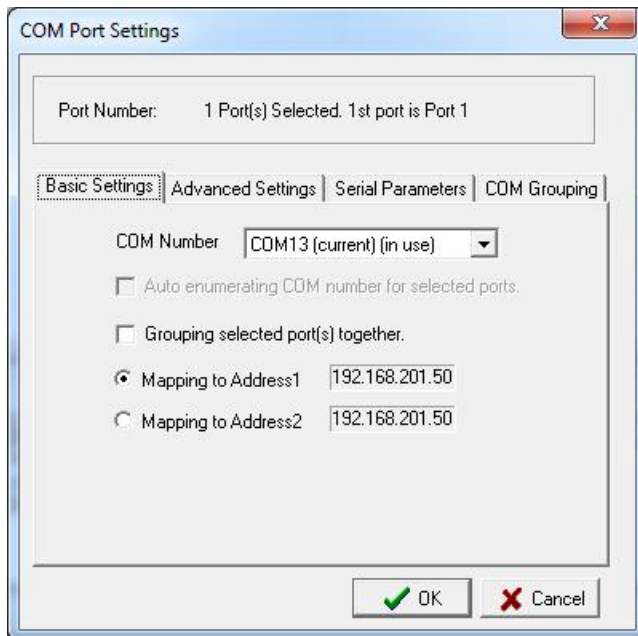 COM Port Settings
Port Number: 1 Port(s) Selected. 1st port is Port 1
Basic Settings Advanced Settings Serial Parameters COM Grouping
COM Number COM13 (current) (in use)
Auto enumerating COM number for selected ports.
Grouping selected port(s) together.
Mapping to Address1 192.168.201.50
Mapping to Address2 192.168.201.50
OK Cancel